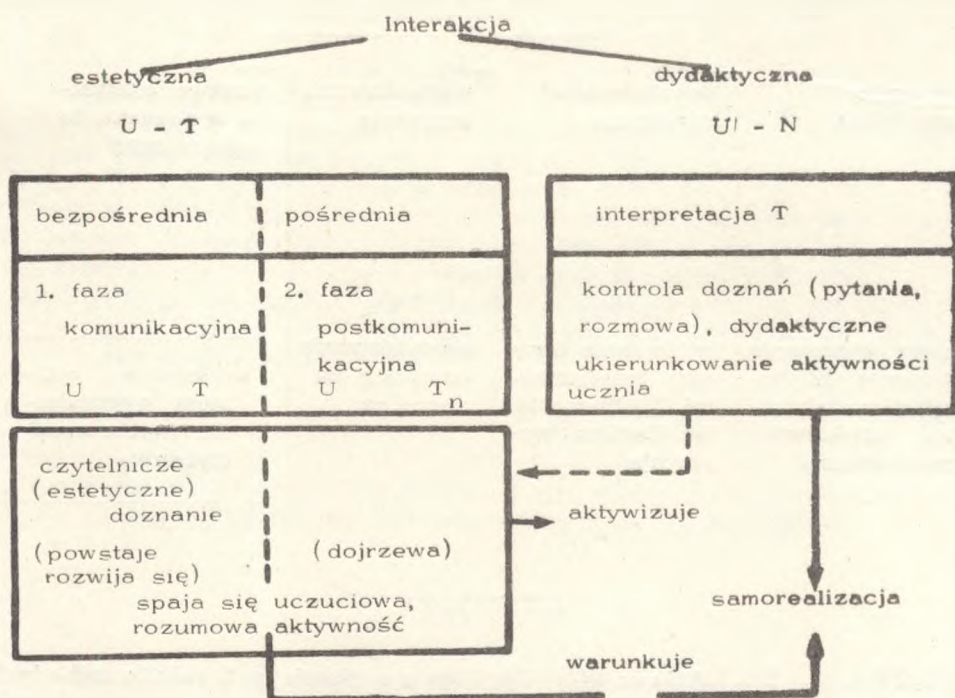 Interakcja
estetyczna
U - T
dydaktyczna
U - N
bezpośrednia
pośrednia
1. faza
komunikacyjna
U T
2. faza
postkomuni-
kacyjna
U T n
interpretacja T
kontrola doznań (pytania,
rozmowa), dydaktyczne
ukierunkowanie aktywności
ucznia
czytelnicze
(estetyczne)
doznanie
(powstaje
rozwija się)
(dojrzewa)
spaja się uczuciowa,
rozumowa aktywność
aktywizuje
samorealizacja
warunkuje